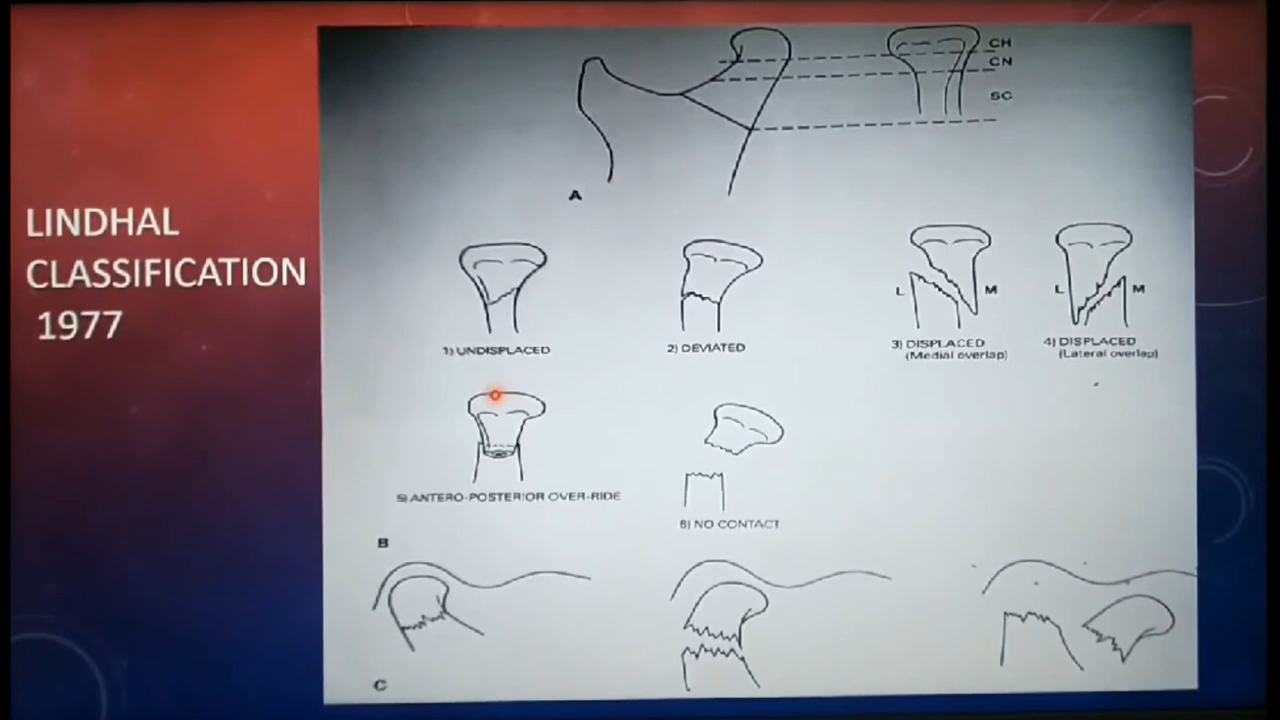 LINDHAL
CLASSIFICATION
1977
CH
CN
SC
A
L M
L M
1) UNDISPLACED
2) DEVIATED
3) DISPLACED
(Medial overlap)
4) DISPLACED
(Lateral overlap)
5) ANTERO-POSTERIOR OVER-RIDE
6) NO CONTACT
B
C